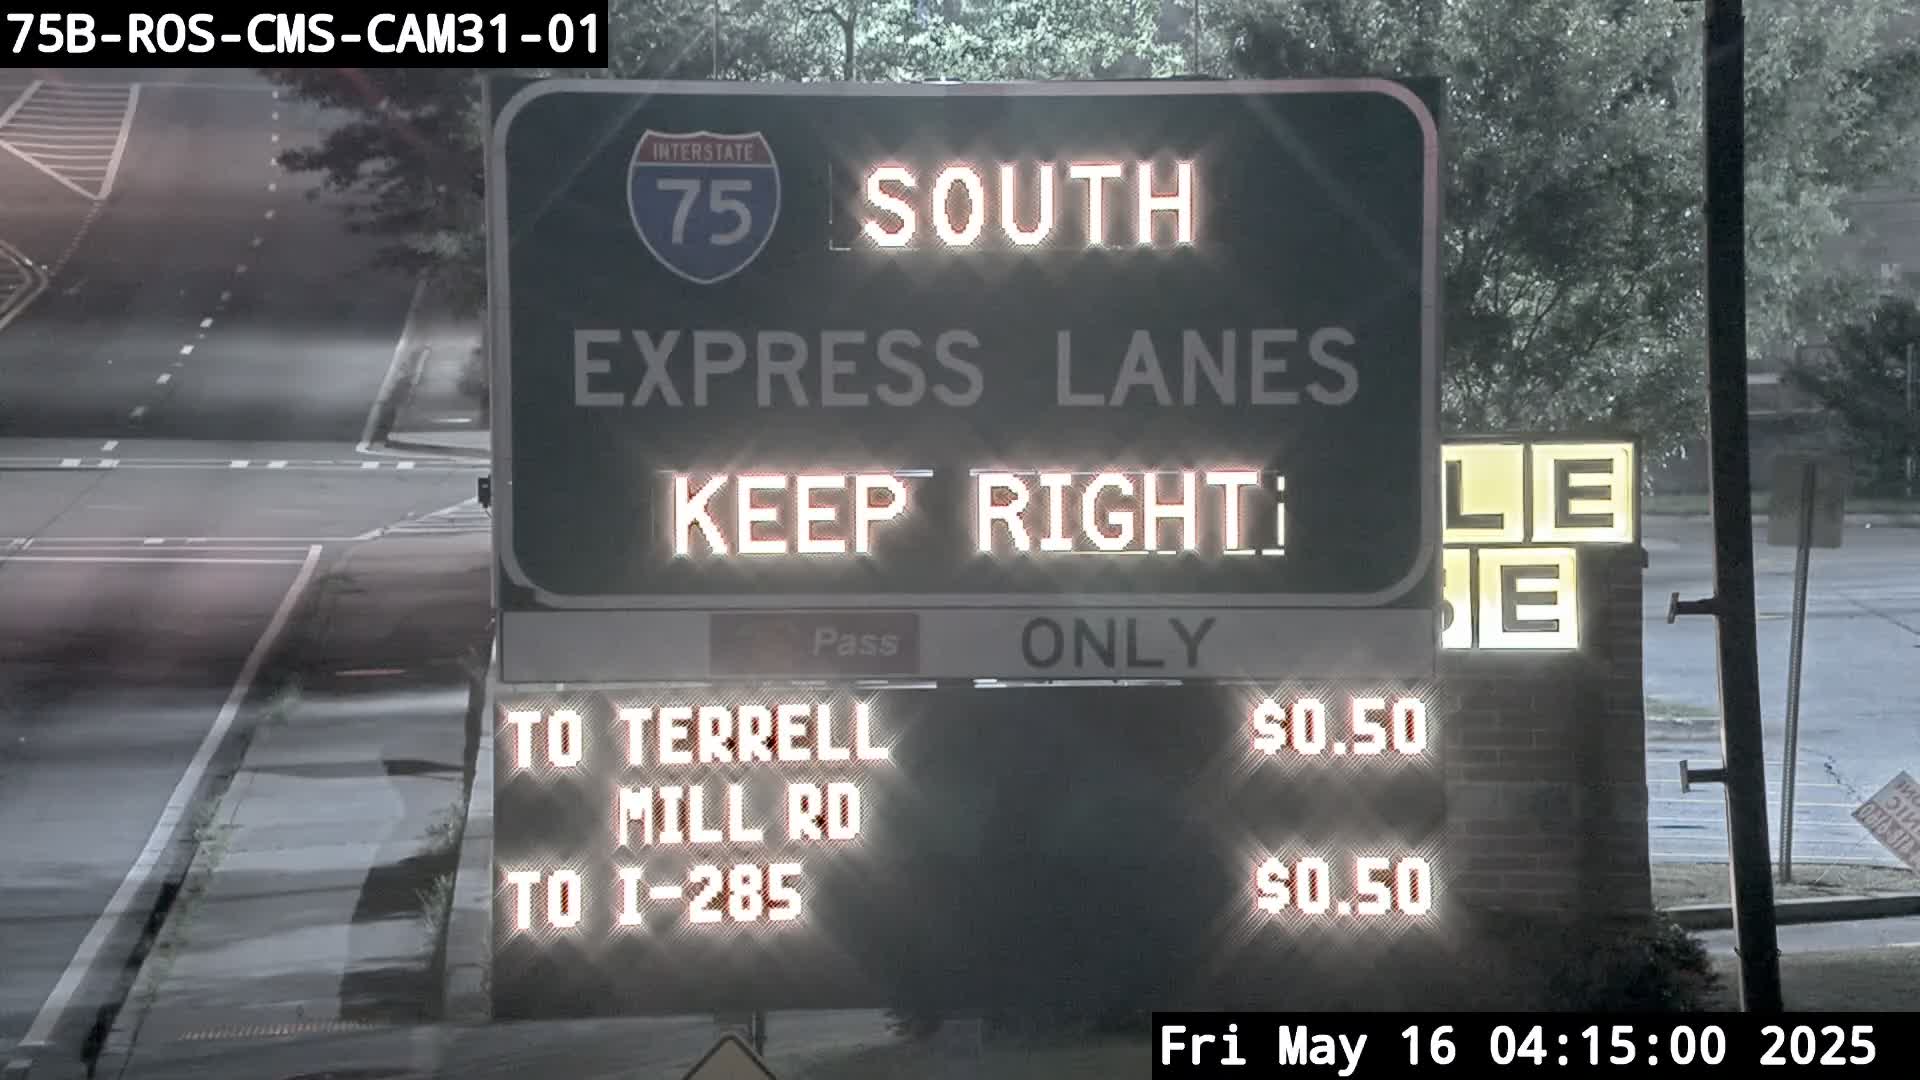 75B-ROS-CMS-CAM31-01
INTERSTATE
75
SOUTH
EXPRESS LANES
KEEP RIGHT
Pass ONLY
LE
E
TO TERRELL $0.50
MILL RD
TO I-285 $0.50
Fri May 16 04:15:00 2025